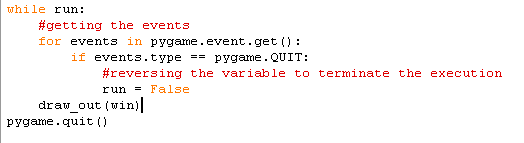 while run:
    #getting the events
    for events in pygame.event.get():
        if events.type == pygame.QUIT:
            #reversing the variable to terminate the execution
            run = False
    draw_out(win)
pygame.quit()